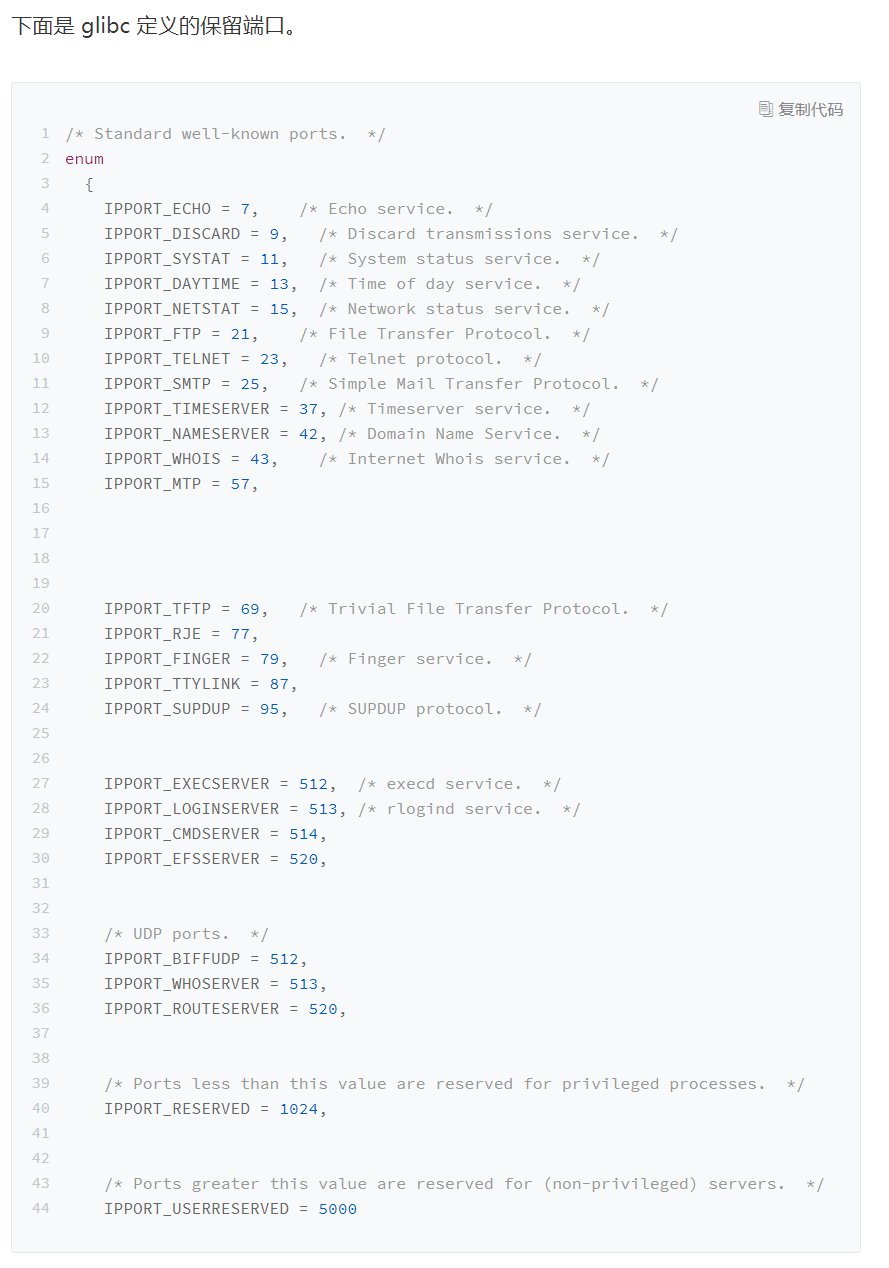 下面是 glibc 定义的保留端口。
复制代码
1 /* Standard well-known ports.  */
2 enum
3   {
4     IPPORT_ECHO = 7,    /* Echo service.  */
5     IPPORT_DISCARD = 9,   /* Discard transmissions service.  */
6     IPPORT_SYSTAT = 11,   /* System status service.  */
7     IPPORT_DAYTIME = 13,  /* Time of day service.  */
8     IPPORT_NETSTAT = 15,  /* Network status service.  */
9     IPPORT_FTP = 21,    /* File Transfer Protocol.  */
10     IPPORT_TELNET = 23,   /* Telnet protocol.  */
11     IPPORT_SMTP = 25,   /* Simple Mail Transfer Protocol.  */
12     IPPORT_TIMESERVER = 37, /* Timeserver service.  */
13     IPPORT_NAMESERVER = 42, /* Domain Name Service.  */
14     IPPORT_WHOIS = 43,    /* Internet Whois service.  */
15     IPPORT_MTP = 57,
16
17
18
19
20     IPPORT_TFTP = 69,   /* Trivial File Transfer Protocol.  */
21     IPPORT_RJE = 77,
22     IPPORT_FINGER = 79,   /* Finger service.  */
23     IPPORT_TTYLINK = 87,
24     IPPORT_SUPDUP = 95,   /* SUPDUP protocol.  */
25
26
27     IPPORT_EXECSERVER = 512,  /* execd service.  */
28     IPPORT_LOGINSERVER = 513, /* rlogind service.  */
29     IPPORT_CMDSERVER = 514,
30     IPPORT_EFSSERVER = 520,
31
32
33     /* UDP ports.  */
34     IPPORT_BIFFUDP = 512,
35     IPPORT_WHOSERVER = 513,
36     IPPORT_ROUTESERVER = 520,
37
38
39     /* Ports less than this value are reserved for privileged processes.  */
40     IPPORT_RESERVED = 1024,
41
42
43     /* Ports greater this value are reserved for (non-privileged) servers.  */
44     IPPORT_USERRESERVED = 5000